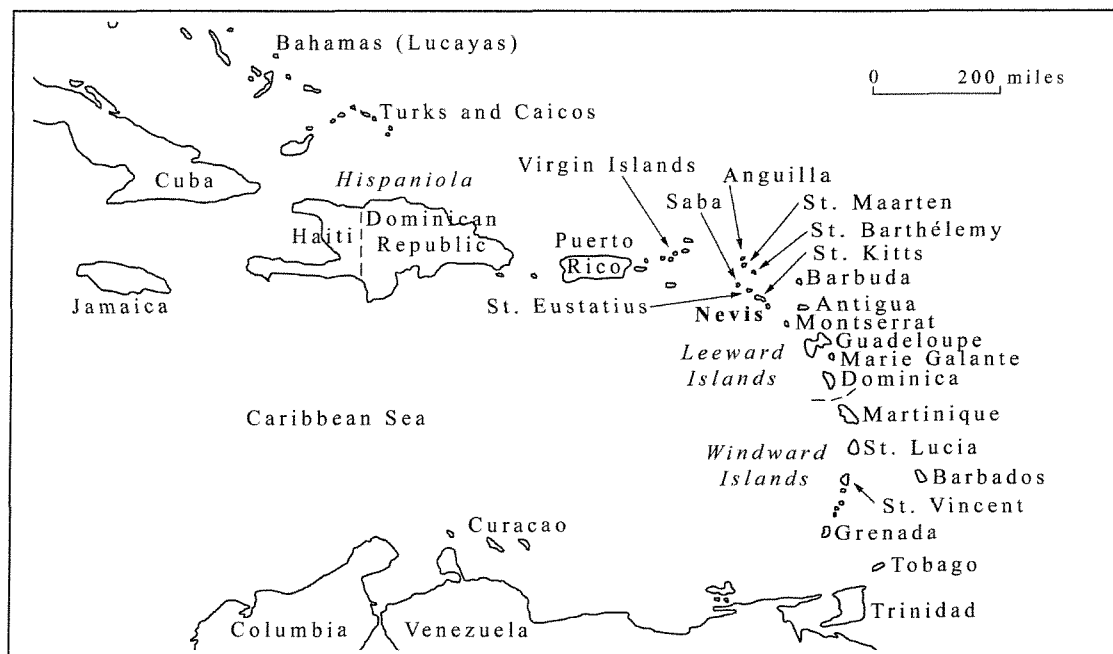 Bahamas (Lucayas)
0 200 miles
Turks and Caicos
Virgin Islands
Anguilla
Cuba
Hispaniola
Saba
St. Maarten
Dominican
Republic
Haiti
St. Barthélemy
Puerto
Rico
St. Kitts
Barbuda
Jamaica
St. Eustatius
Nevis
Antigua
Montserrat
Guadeloupe
Leeward
Islands
Marie Galante
Dominica
Caribbean Sea
Martinique
Windward
Islands
St. Lucia
Barbados
St. Vincent
Curacao
Grenada
Tobago
Columbia
Venezuela
Trinidad